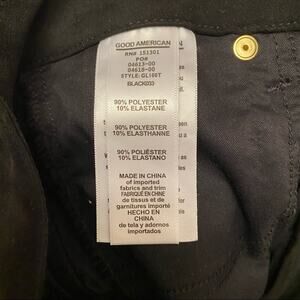 GOOD AMERICAN
RN# 151301
PO#
04613-00
04618-00
STYLE: GL100T
BLACK033
90% POLYESTER
10% ELASTANE
90% POLYESTER
10% ELASTHANNE
90% POLIÉSTER
10% ELASTANO
MADE IN CHINA
of imported
fabrics and trim
FABRIQUÉ EN CHINE
de tissus et de
garnitures importés
HECHO EN
CHINA
de tela y adornos
importados